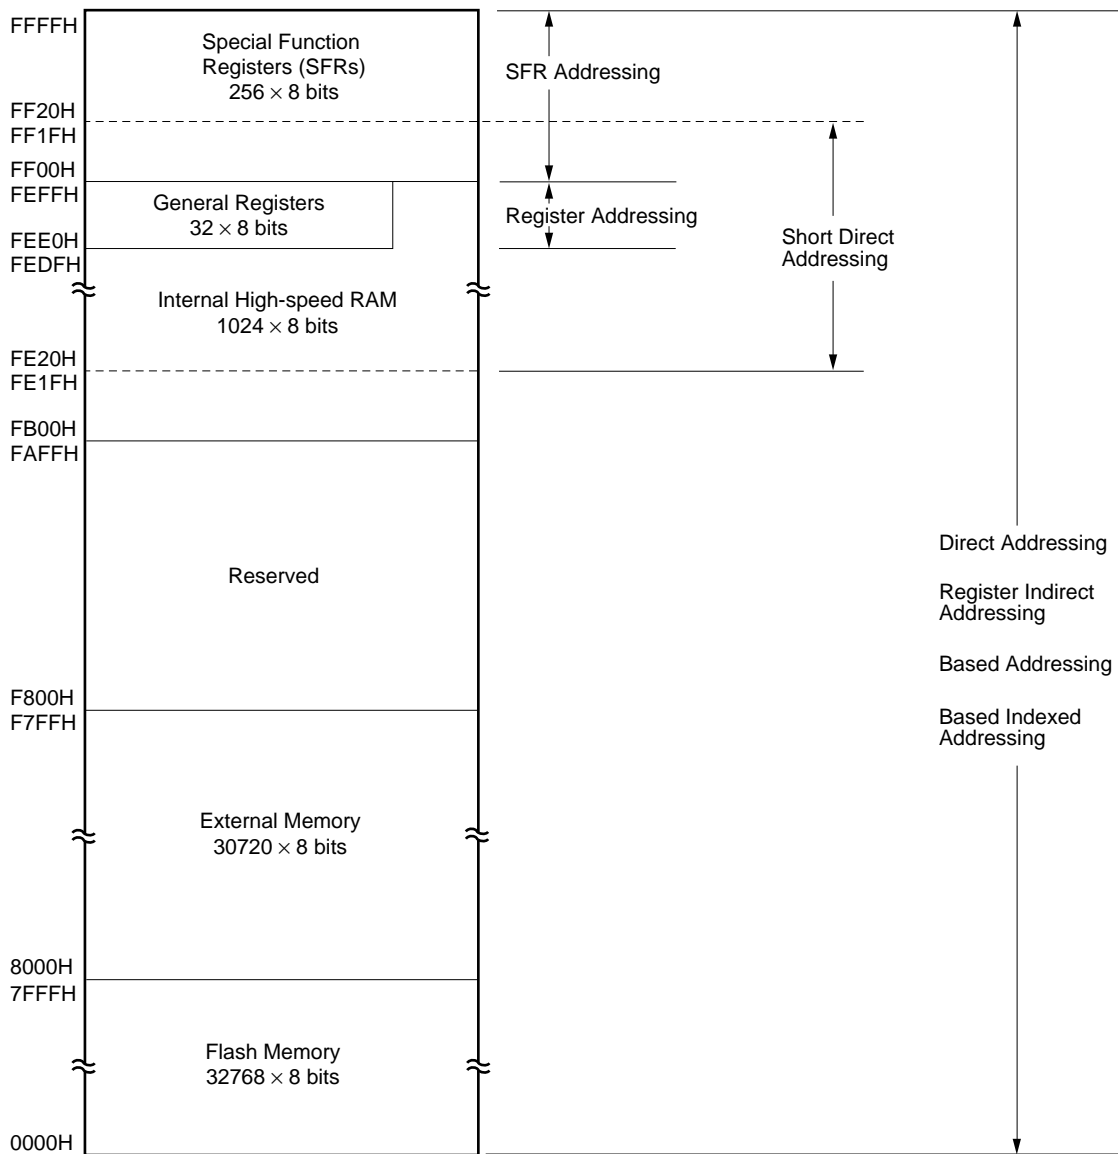 FFFFH
Special Function
Registers (SFRs)
256 × 8 bits
SFR Addressing
FF20H
FF1FH
FF00H
FEFFH
General Registers
32 × 8 bits
Register Addressing
Short Direct
Addressing
FEE0H
FEDFH
Internal High-speed RAM
1024 × 8 bits
FE20H
FE1FH
FB00H
FAFFH
Reserved
Direct Addressing
Register Indirect
Addressing
Based Addressing
Based Indexed
Addressing
F800H
F7FFH
External Memory
30720 × 8 bits
8000H
7FFFH
Flash Memory
32768 × 8 bits
0000H